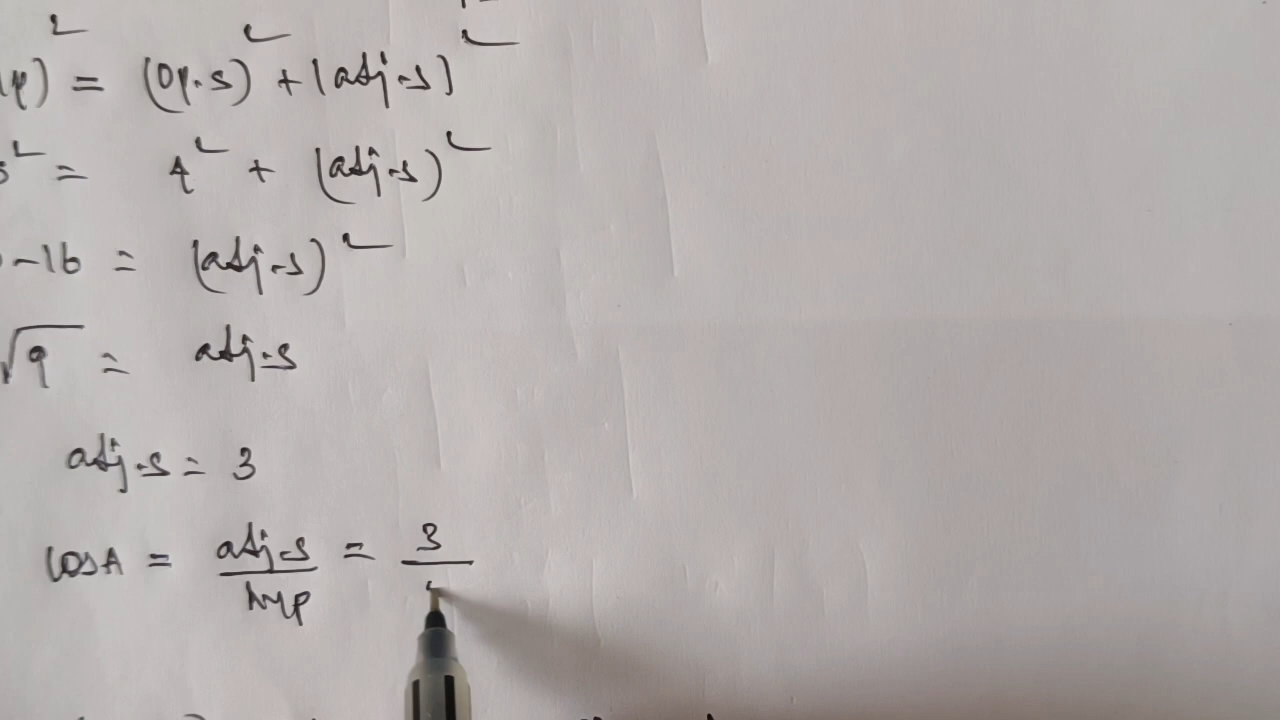 p)² = (op.s)² + (adj-s)²
5² = 4² + (adj-s)²
-16 = (adj-s)²
√9 = adj-s
adj-s = 3
cosA = adj-s/hyp = 3/